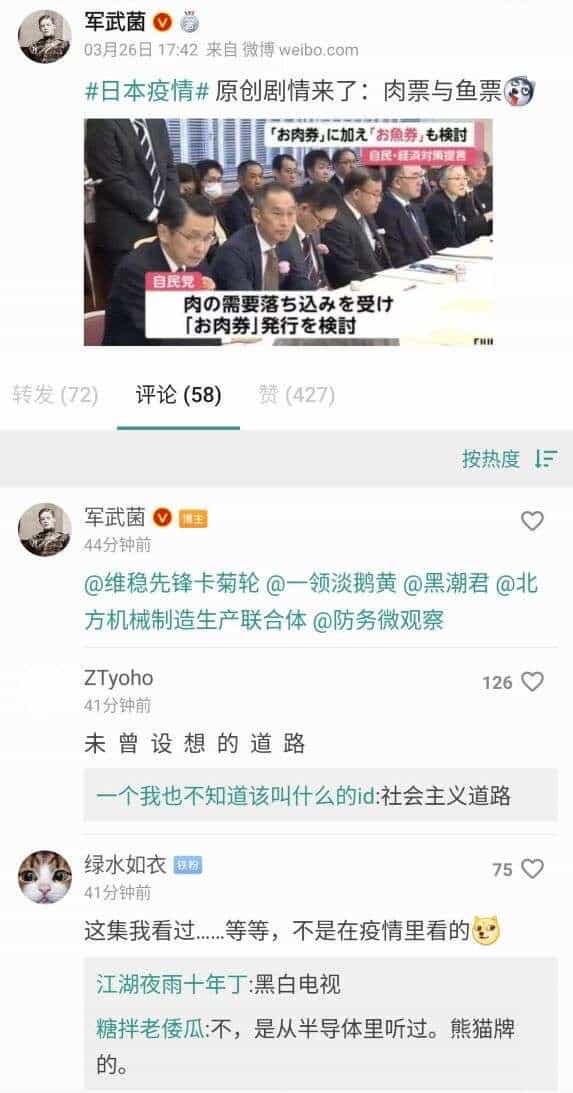 军武菌
03月26日 17:42 来自 微博 weibo.com
#日本疫情# 原创剧情来了：肉票与鱼票
「お肉券」に加え「お魚券」も検討
自民・経済対策提言
自民党
肉の需要落ち込みを受け
「お肉券」発行を検討
转发 (72) 评论 (58) 赞 (427)
按热度
军武菌 博主
44分钟前
@维稳先锋卡菊轮 @一领淡鹅黄 @黑潮君 @北
方机械制造生产联合体 @防务微观察
ZTyoho
126
41分钟前
未 曾 设 想 的 道 路
一个我也不知道该叫什么的id:社会主义道路
绿水如衣 铁粉
75
41分钟前
这集我看过......等等，不是在疫情里看的
江湖夜雨十年丁:黑白电视
糖拌老倭瓜:不，是从半导体里听过。熊猫牌
的。